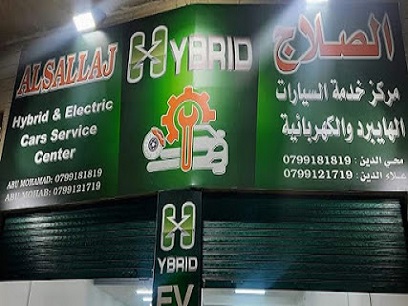 ALSALLAJ
Hybrid & Electric
Cars Service
Center
ABU MOHAMAD: 0799181819
ABU MOHAB: 0799121719
HYBRID
الصلاج
مركز خدمة السيارات
الهايبرد والكهربائية
محي الدين: 0799181819
علاء الدين: 0799121719
H
YBRID
EV